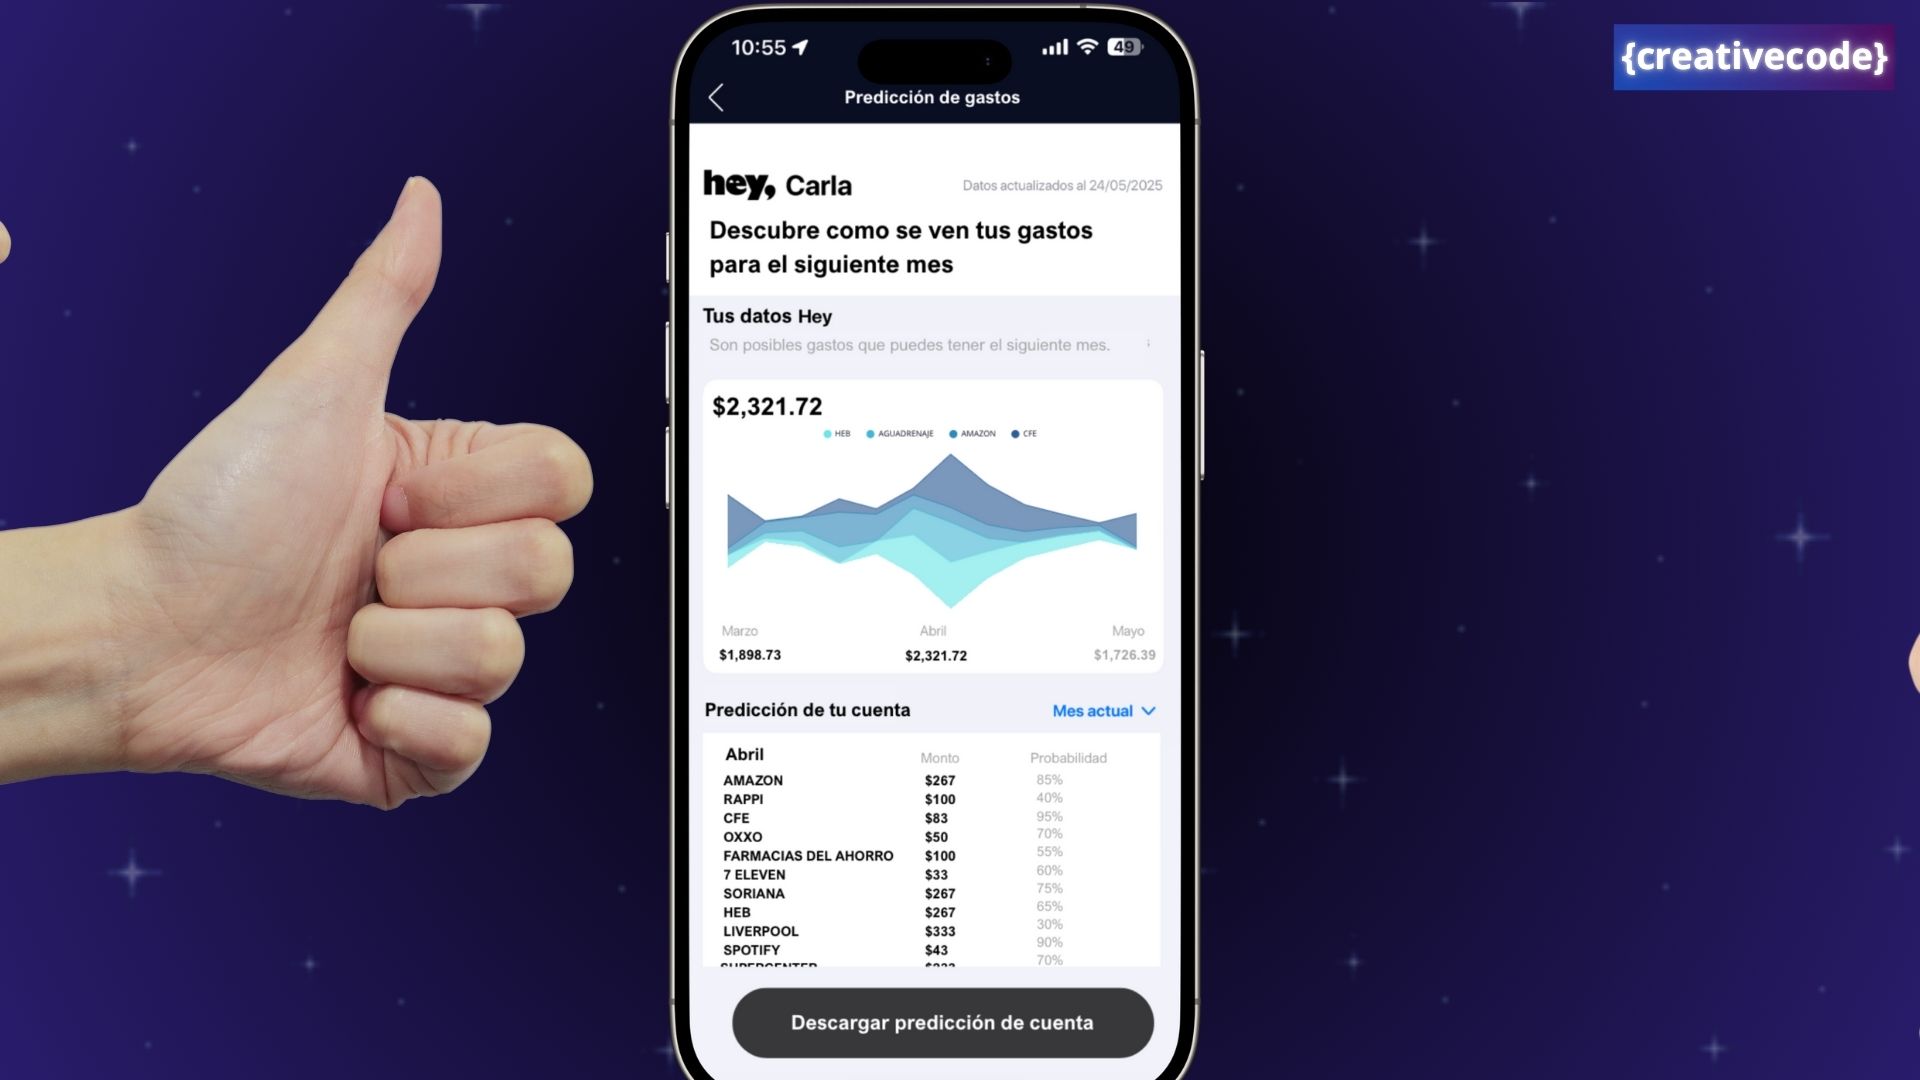 {creativecode}
10:55
49
Predicción de gastos
hey, Carla
Datos actualizados al 24/05/2025
Descubre como se ven tus gastos
para el siguiente mes
Tus datos Hey
Son posibles gastos que puedes tener el siguiente mes.
$2,321.72
HEB AGUADRENAJE AMAZON CFE
Marzo Abril Mayo
$1,898.73 $2,321.72 $1,726.39
Predicción de tu cuenta Mes actual
Abril Monto Probabilidad
AMAZON $267 85%
RAPPI $100 40%
CFE $83 95%
OXXO $50 70%
FARMACIAS DEL AHORRO $100 55%
7 ELEVEN $33 60%
SORIANA $267 75%
HEB $267 65%
LIVERPOOL $333 30%
SPOTIFY $43 90%
SUPERCENTER 70%
Descargar predicción de cuenta